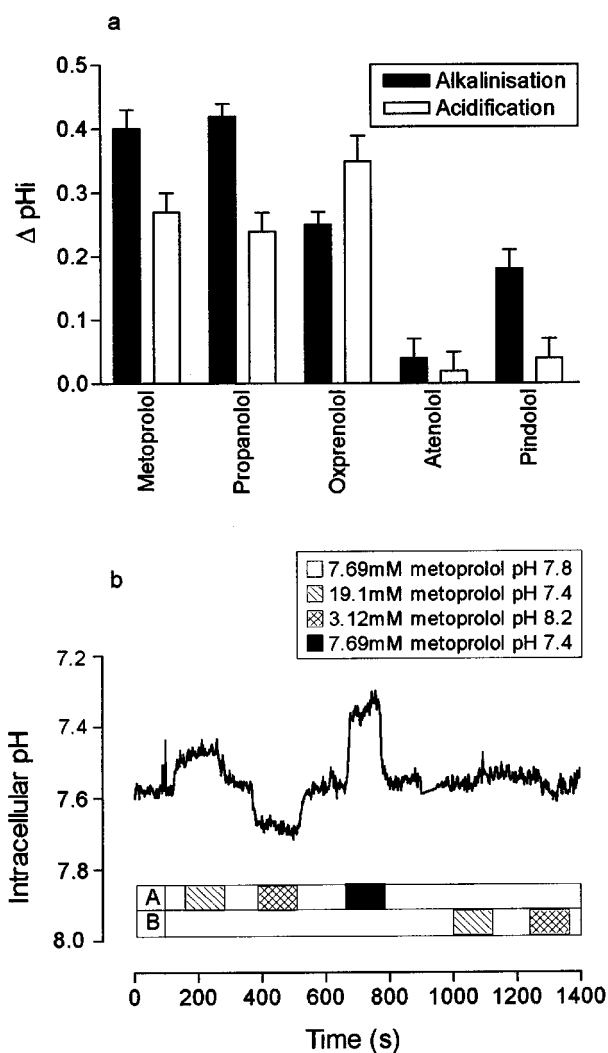 a
0.5
0.4
0.3
0.2
0.1
0.0
Δ pHi
Alkalinisation
Acidification
Metoprolol
Propanolol
Oxprenolol
Atenolol
Pindolol
b
7.69mM metoprolol pH 7.8
19.1mM metoprolol pH 7.4
3.12mM metoprolol pH 8.2
7.69mM metoprolol pH 7.4
7.2
7.4
7.6
7.8
8.0
Intracellular pH
A
B
0 200 400 600 800 1000 1200 1400
Time (s)